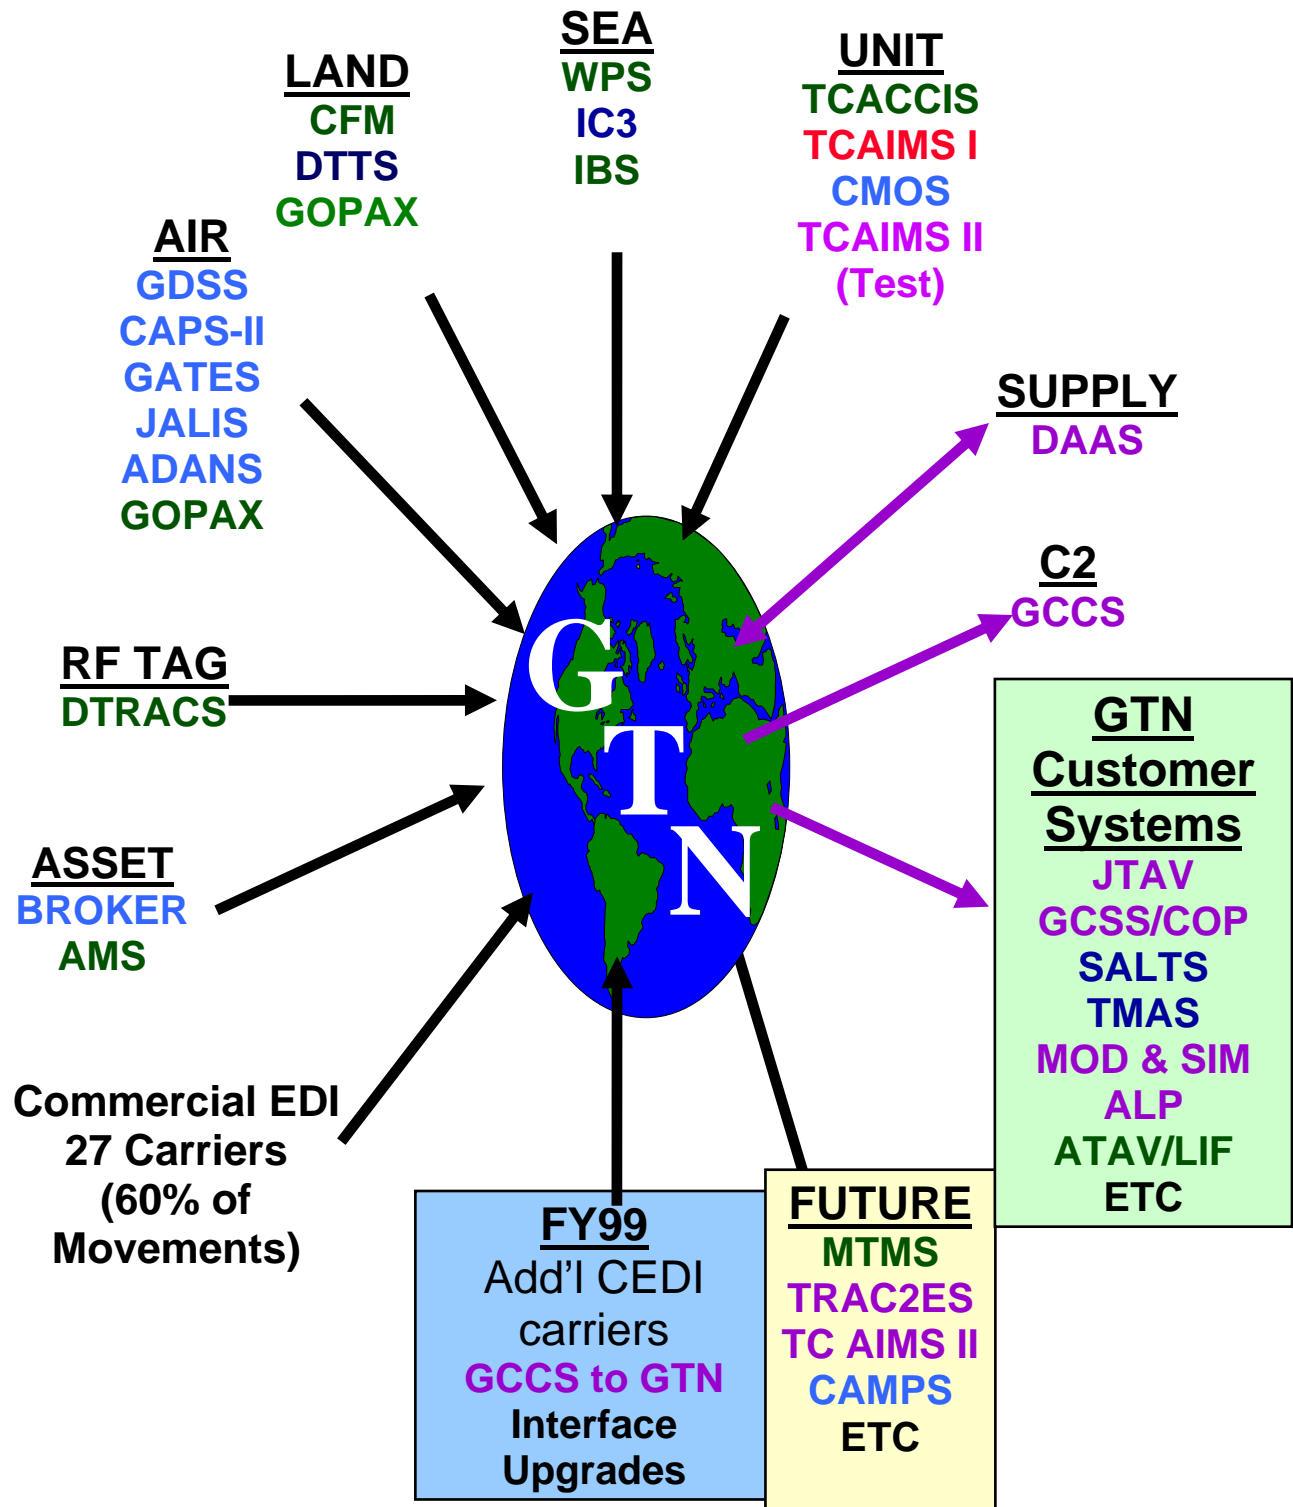 SEA
WPS
IC3
IBS
UNIT
TCACCIS
TCAIMS I
CMOS
TCAIMS II
(Test)
LAND
CFM
DTTS
GOPAX
AIR
GDSS
CAPS-II
GATES
JALIS
ADANS
GOPAX
SUPPLY
DAAS
C2
GCCS
RF TAG
DTRACS
G
T
N
ASSET
BROKER
AMS
GTN
Customer
Systems
JTAV
GCSS/COP
SALTS
TMAS
MOD & SIM
ALP
ATAV/LIF
ETC
Commercial EDI
27 Carriers
(60% of
Movements)
FY99
Add'l CEDI
carriers
GCCS to GTN
Interface
Upgrades
FUTURE
MTMS
TRAC2ES
TC AIMS II
CAMPS
ETC